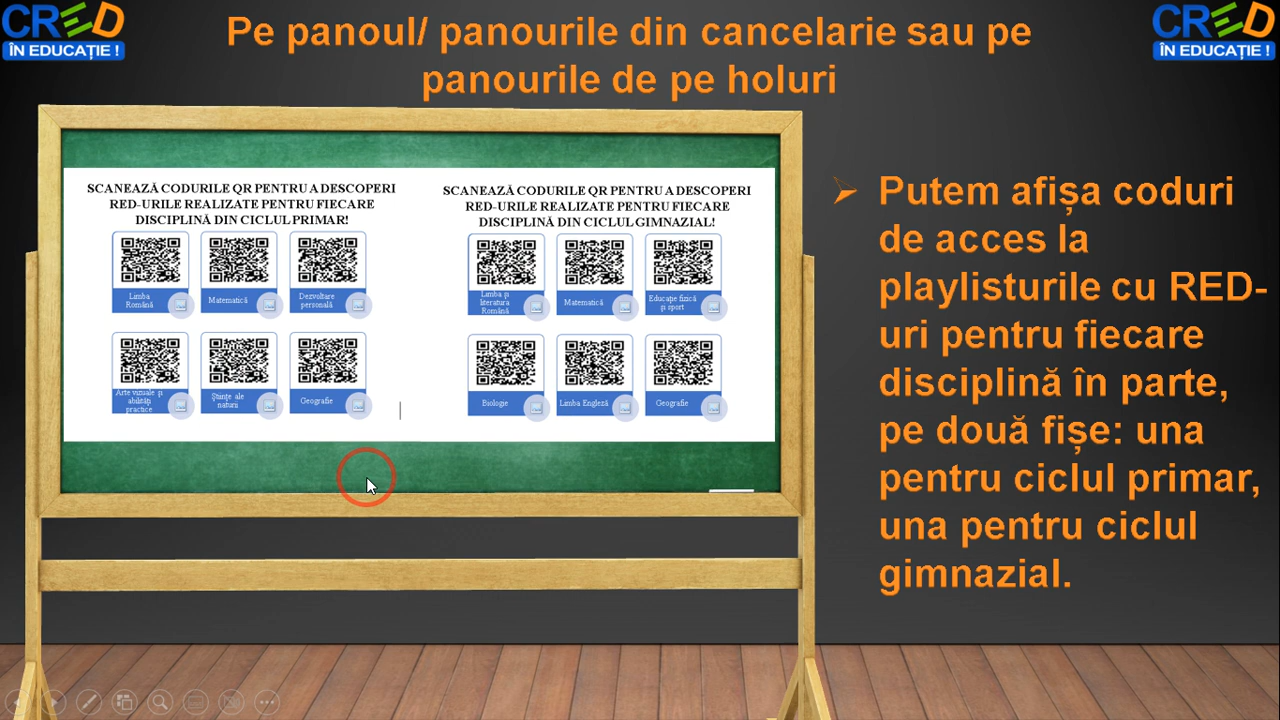 CRED
ÎN EDUCAȚIE !
Pe panoul/ panourile din cancelarie sau pe
panourile de pe holuri
CRED
ÎN EDUCAȚIE !
SCANEAZĂ CODURILE QR PENTRU A DESCOPERI
RED-URILE REALIZATE PENTRU FIECARE
DISCIPLINĂ DIN CICLUL PRIMAR!
Limba
Română
Matematică
Dezvoltare
personală
Arte vizuale și
abilități
practice
Științe ale
naturii
Geografie
SCANEAZĂ CODURILE QR PENTRU A DESCOPERI
RED-URILE REALIZATE PENTRU FIECARE
DISCIPLINĂ DIN CICLUL GIMNAZIAL!
Limba și
literatura
Română
Matematică
Educație fizică
și sport
Biologie
Limba Engleză
Geografie
Putem afișa coduri
de acces la
playlisturile cu RED-
uri pentru fiecare
disciplină în parte,
pe două fișe: una
pentru ciclul primar,
una pentru ciclul
gimnazial.